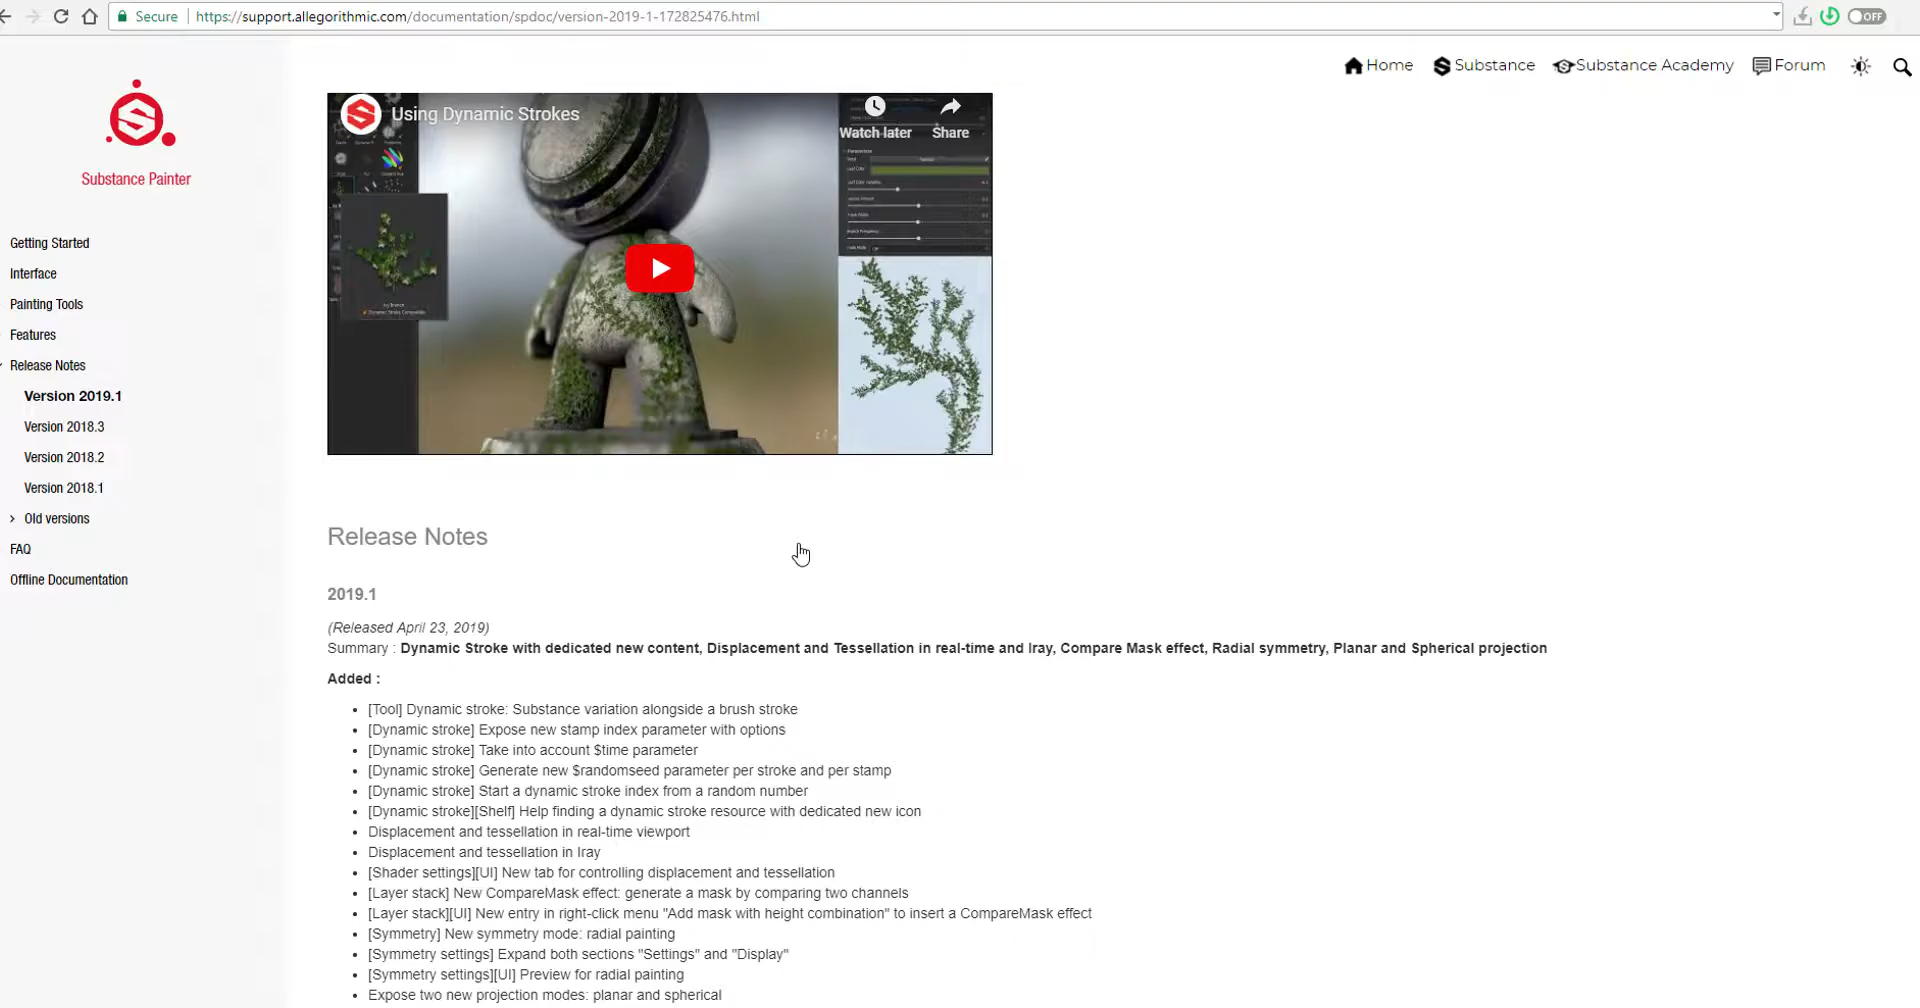 Secure https://support.allegorithmic.com/documentation/spdoc/version-2019-1-172825476.html OFF
Home Substance Substance Academy Forum
Substance Painter
Getting Started
Interface
Painting Tools
Features
Release Notes
Version 2019.1
Version 2018.3
Version 2018.2
Version 2018.1
Old versions
FAQ
Offline Documentation
Using Dynamic Strokes
Watch later Share
Release Notes
2019.1
(Released April 23, 2019)
Summary : Dynamic Stroke with dedicated new content, Displacement and Tessellation in real-time and Iray, Compare Mask effect, Radial symmetry, Planar and Spherical projection
Added :
• [Tool] Dynamic stroke: Substance variation alongside a brush stroke
• [Dynamic stroke] Expose new stamp index parameter with options
• [Dynamic stroke] Take into account $time parameter
• [Dynamic stroke] Generate new $randomseed parameter per stroke and per stamp
• [Dynamic stroke] Start a dynamic stroke index from a random number
• [Dynamic stroke][Shelf] Help finding a dynamic stroke resource with dedicated new icon
• Displacement and tessellation in real-time viewport
• Displacement and tessellation in Iray
• [Shader settings][UI] New tab for controlling displacement and tessellation
• [Layer stack] New CompareMask effect: generate a mask by comparing two channels
• [Layer stack][UI] New entry in right-click menu "Add mask with height combination" to insert a CompareMask effect
• [Symmetry] New symmetry mode: radial painting
• [Symmetry settings] Expand both sections "Settings" and "Display"
• [Symmetry settings][UI] Preview for radial painting
• Expose two new projection modes: planar and spherical